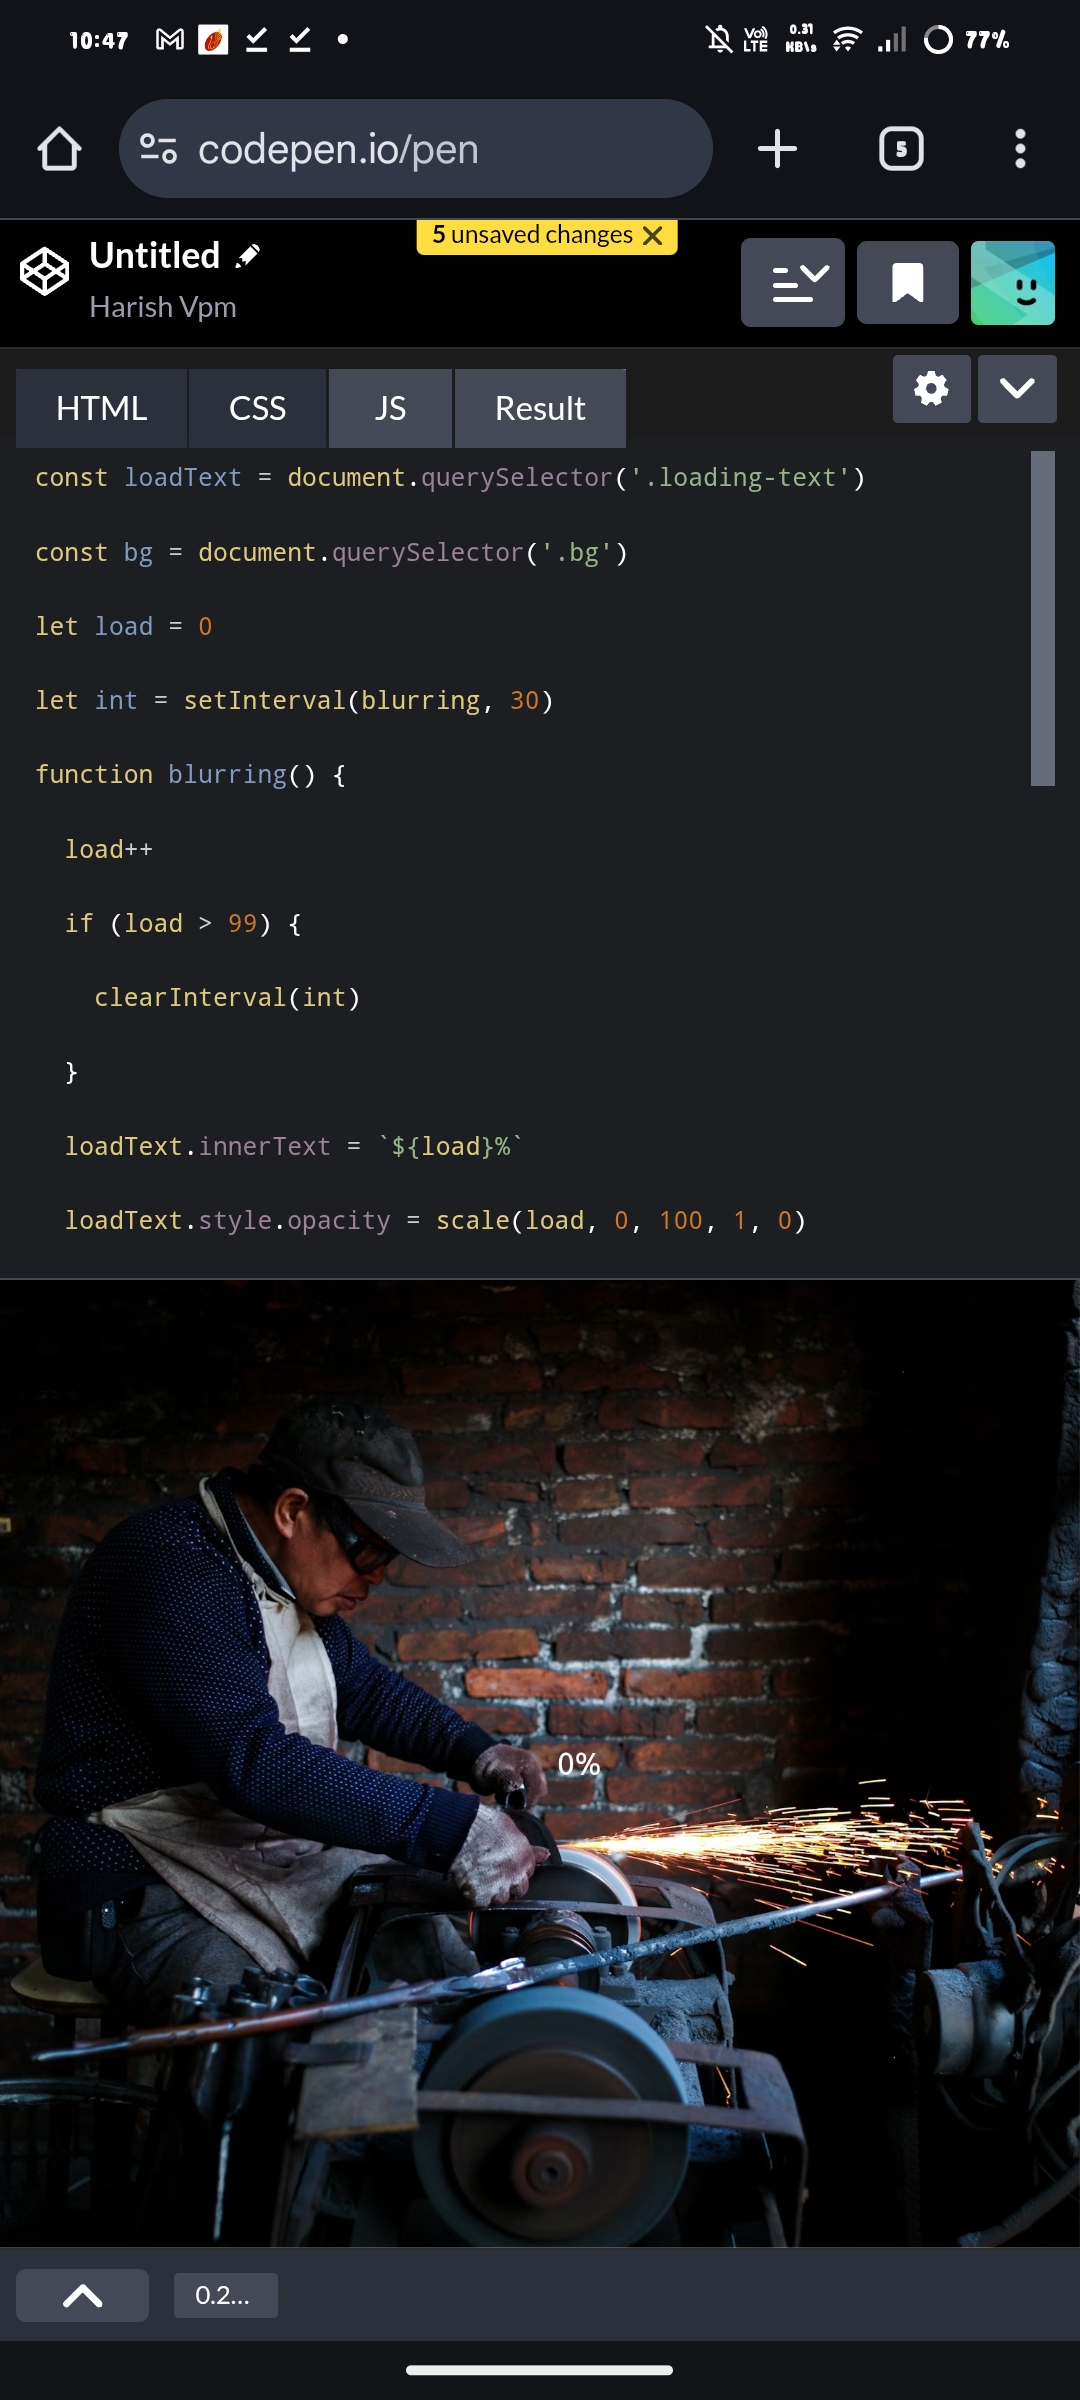 10:47 Vo) LTE 0.31 KB/s 77%
codepen.io/pen 5
5 unsaved changes
Untitled
Harish Vpm
HTML CSS JS Result
const loadText = document.querySelector('.loading-text')
const bg = document.querySelector('.bg')
let load = 0
let int = setInterval(blurring, 30)
function blurring() {
  load++
  if (load > 99) {
    clearInterval(int)
  }
  loadText.innerText = `${load}%`
  loadText.style.opacity = scale(load, 0, 100, 1, 0)
0%
0.2...